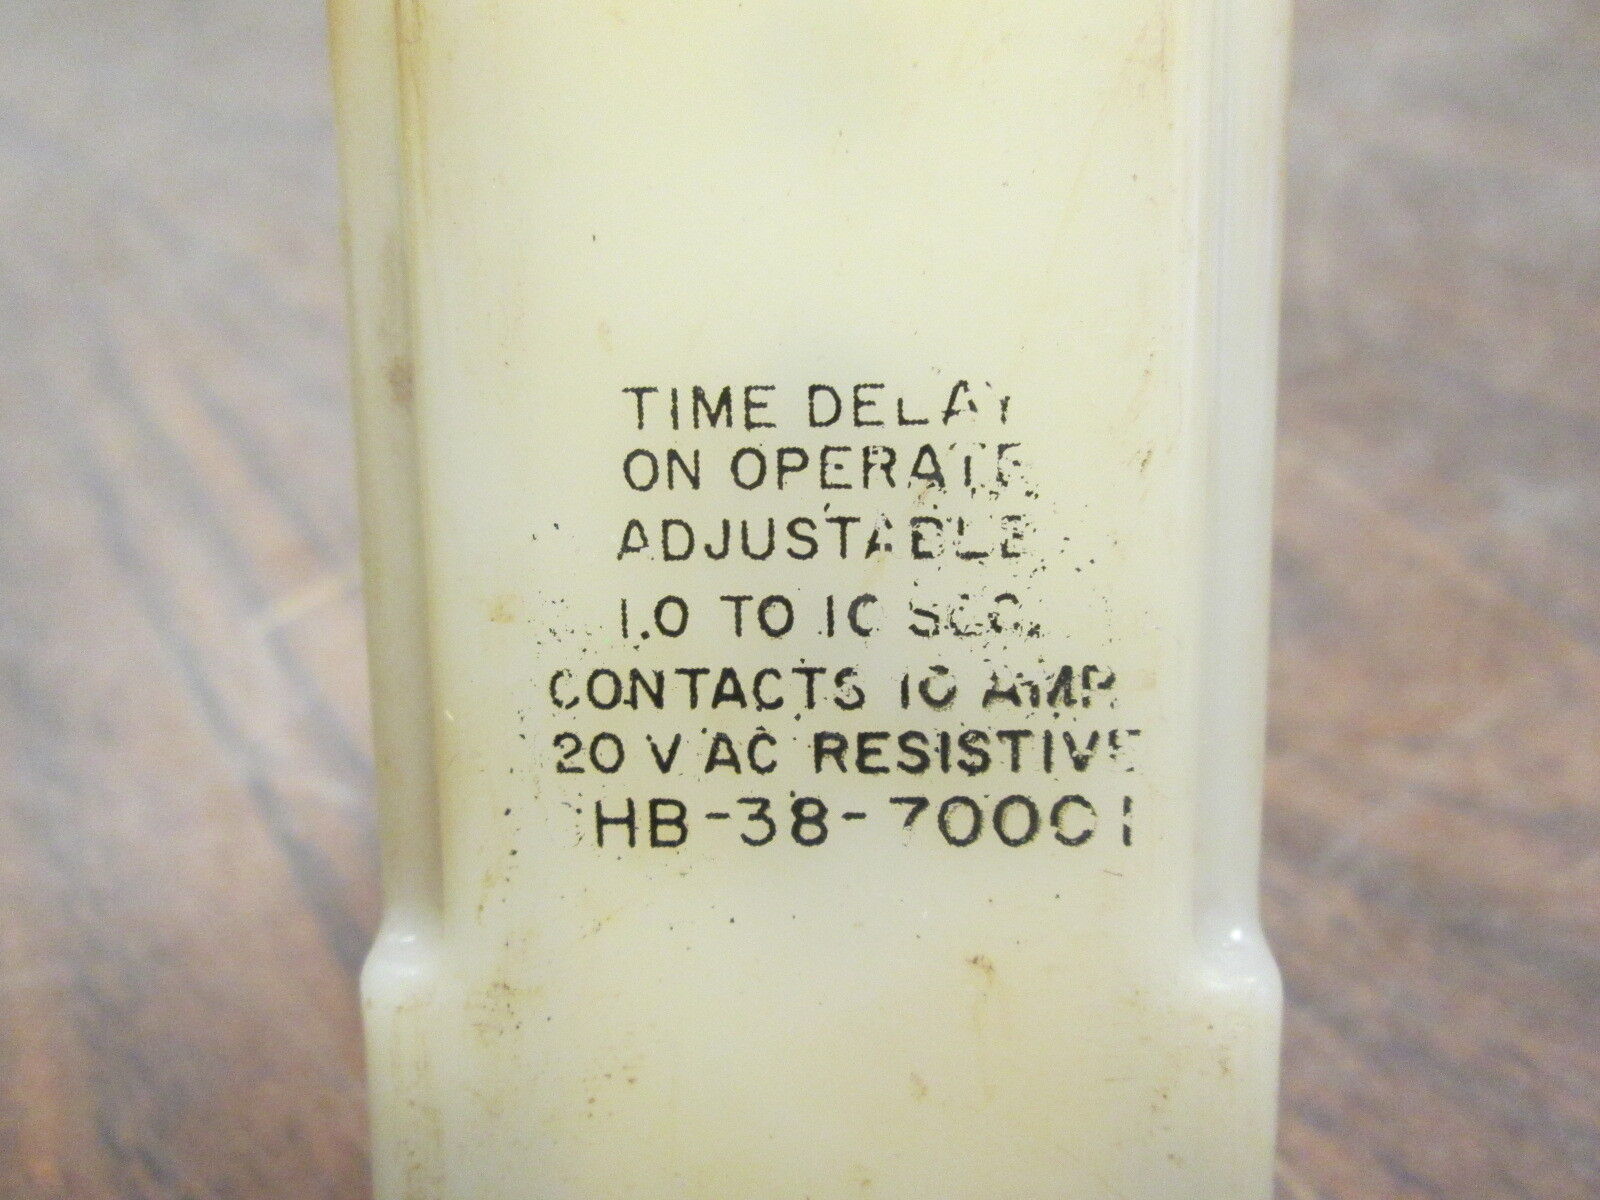 TIME DELAY
ON OPERATE
ADJUSTABLE
1.0 TO 10 SEC.
CONTACTS 10 AMP
20 V AC RESISTIVE
HB-38-70001